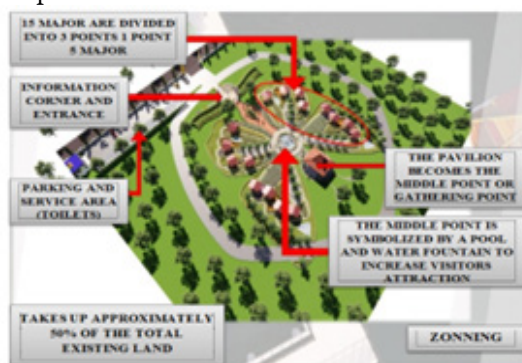 15 MAJOR ARE DIVIDED
INTO 3 POINTS 1 POINT
5 MAJOR
INFORMATION
CORNER AND
ENTRANCE
PARKING AND
SERVICE AREA
(TOILETS)
THE PAVILION
BECOMES THE
MIDDLE POINT OR
GATHERING POINT
THE MIDDLE POINT IS
SYMBOLIZED BY A POOL
AND WATER FOUNTAIN TO
INCREASE VISITORS
ATTRACTION
TAKES UP APPROXIMATELY
50% OF THE TOTAL
EXISTING LAND
ZONNING